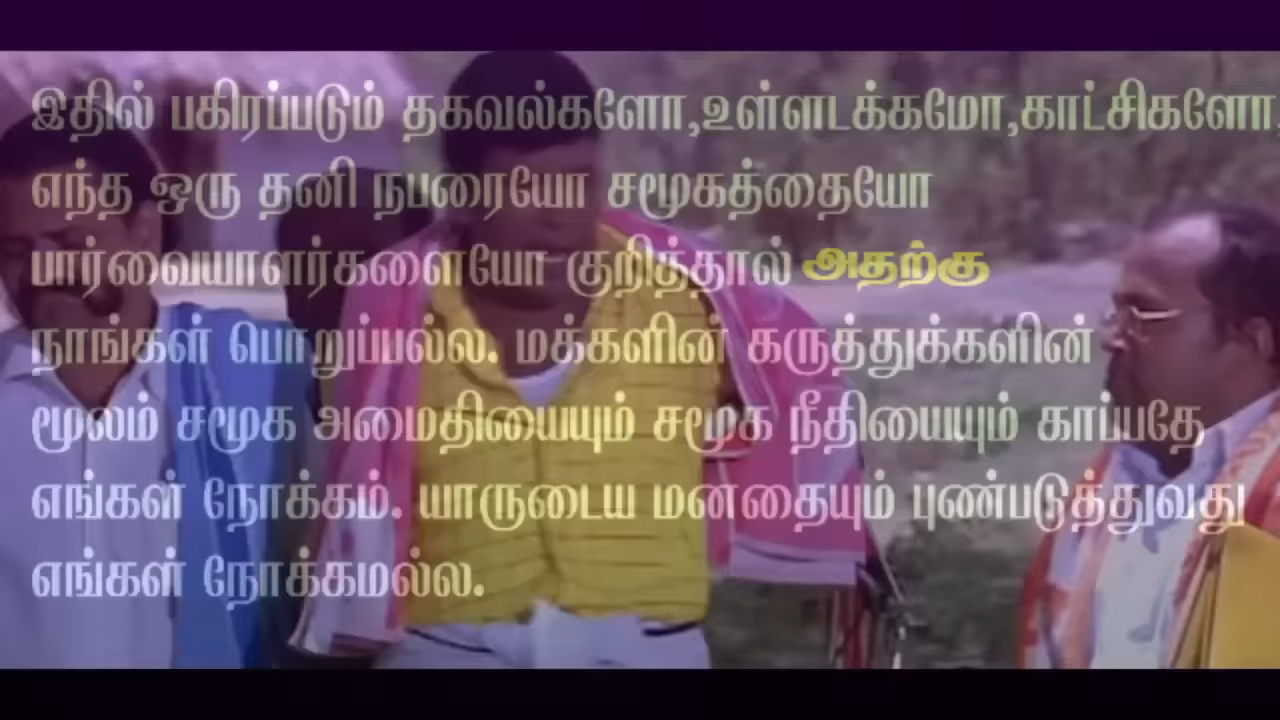 இதில் பகிரப்படும் தகவல்களோ,உள்ளடக்கமோ,காட்சிகளோ,
எந்த ஒரு தனி நபரையோ சமூகத்தையோ
பார்வையாளர்களையோ குறித்தால் அதற்கு
நாங்கள் பொறுப்பல்ல. மக்களின் கருத்துக்களின்
மூலம் சமூக அமைதியையும் சமூக நீதியையும் காப்பதே
எங்கள் நோக்கம். யாருடைய மனதையும் புண்படுத்துவது
எங்கள் நோக்கமல்ல.